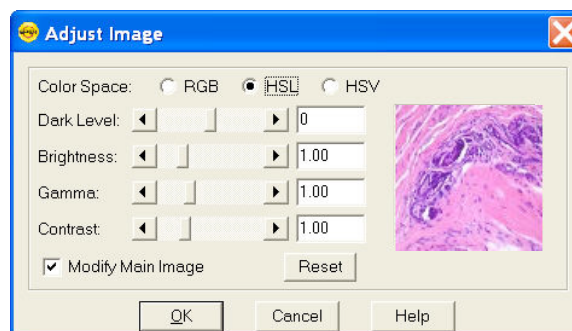 Adjust Image
Color Space: RGB HSL HSV
Dark Level: 0
Brightness: 1.00
Gamma: 1.00
Contrast: 1.00
Modify Main Image Reset
OK Cancel Help